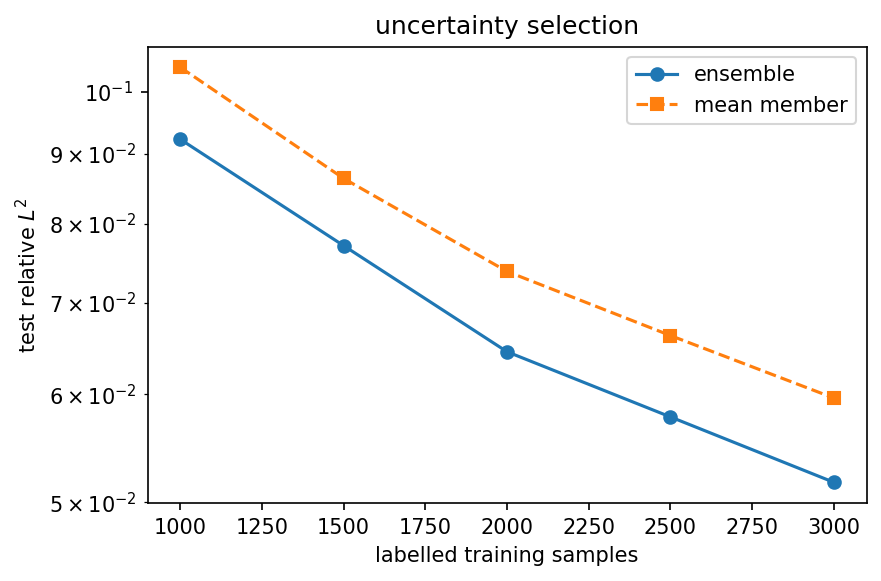 uncertainty selection
ensemble
mean member
10⁻¹
9 × 10⁻²
8 × 10⁻²
7 × 10⁻²
6 × 10⁻²
5 × 10⁻²
test relative L²
1000 1250 1500 1750 2000 2250 2500 2750 3000
labelled training samples